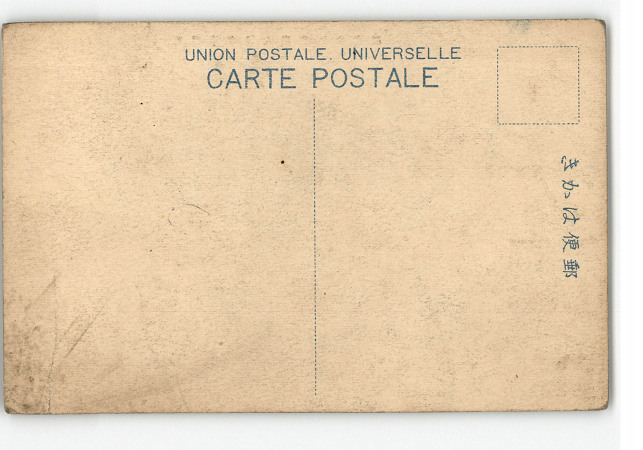 UNION POSTALE. UNIVERSELLE
CARTE POSTALE
郵便はかき